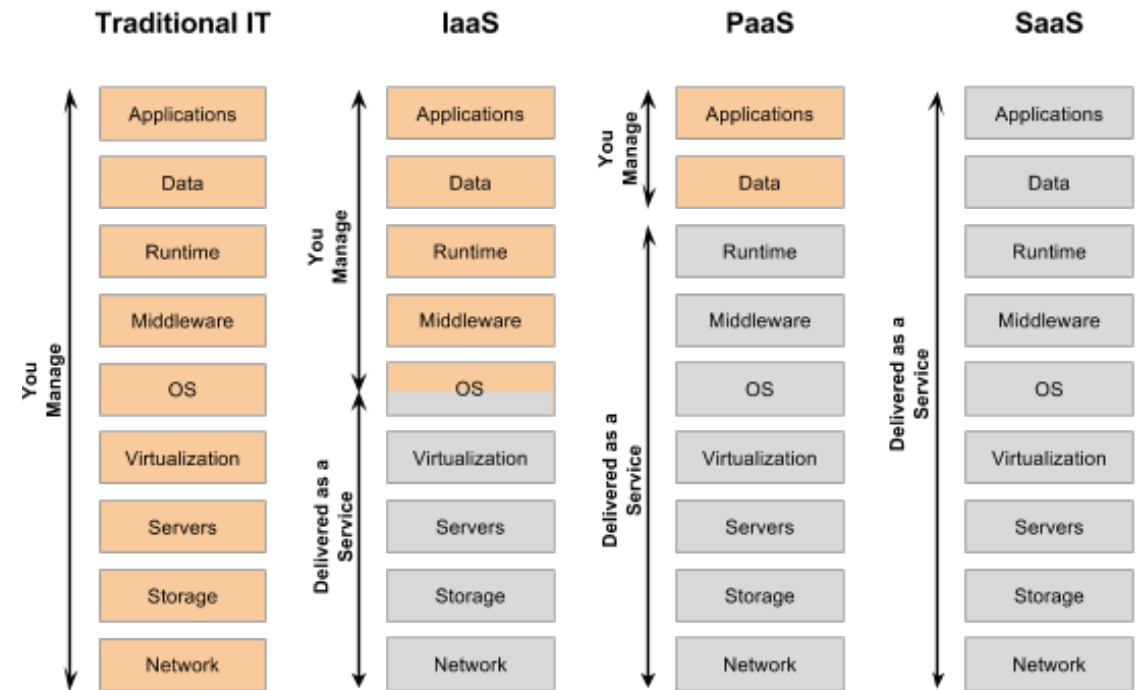 Traditional IT
IaaS
PaaS
SaaS
You
Manage
Applications
Data
Runtime
Middleware
OS
Virtualization
Servers
Storage
Network
You
Manage
Delivered as a
Service
Applications
Data
Runtime
Middleware
OS
Virtualization
Servers
Storage
Network
You
Manage
Delivered as a
Service
Applications
Data
Runtime
Middleware
OS
Virtualization
Servers
Storage
Network
Delivered as a
Service
Applications
Data
Runtime
Middleware
OS
Virtualization
Servers
Storage
Network